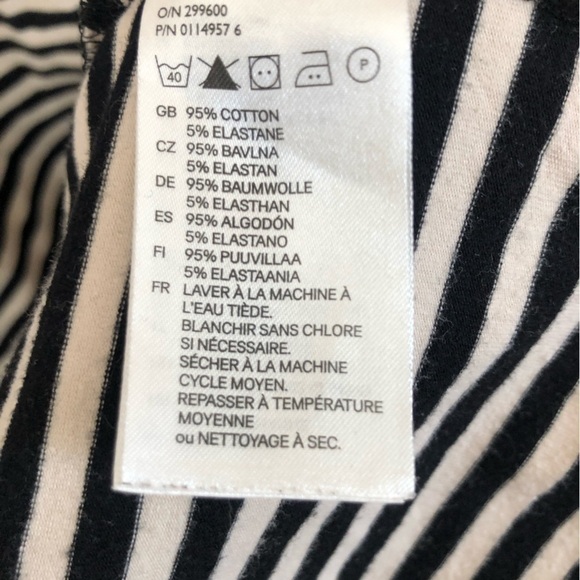 O/N 299600
P/N 0114957 6
40 P
GB 95% COTTON
5% ELASTANE
CZ 95% BAVLNA
5% ELASTAN
DE 95% BAUMWOLLE
5% ELASTHAN
ES 95% ALGODÓN
5% ELASTANO
FI 95% PUUVILLAA
5% ELASTAANIA
FR LAVER À LA MACHINE À
L'EAU TIÈDE.
BLANCHIR SANS CHLORE
SI NÉCESSAIRE.
SÉCHER À LA MACHINE
CYCLE MOYEN.
REPASSER À TEMPÉRATURE
MOYENNE
ou NETTOYAGE À SEC.